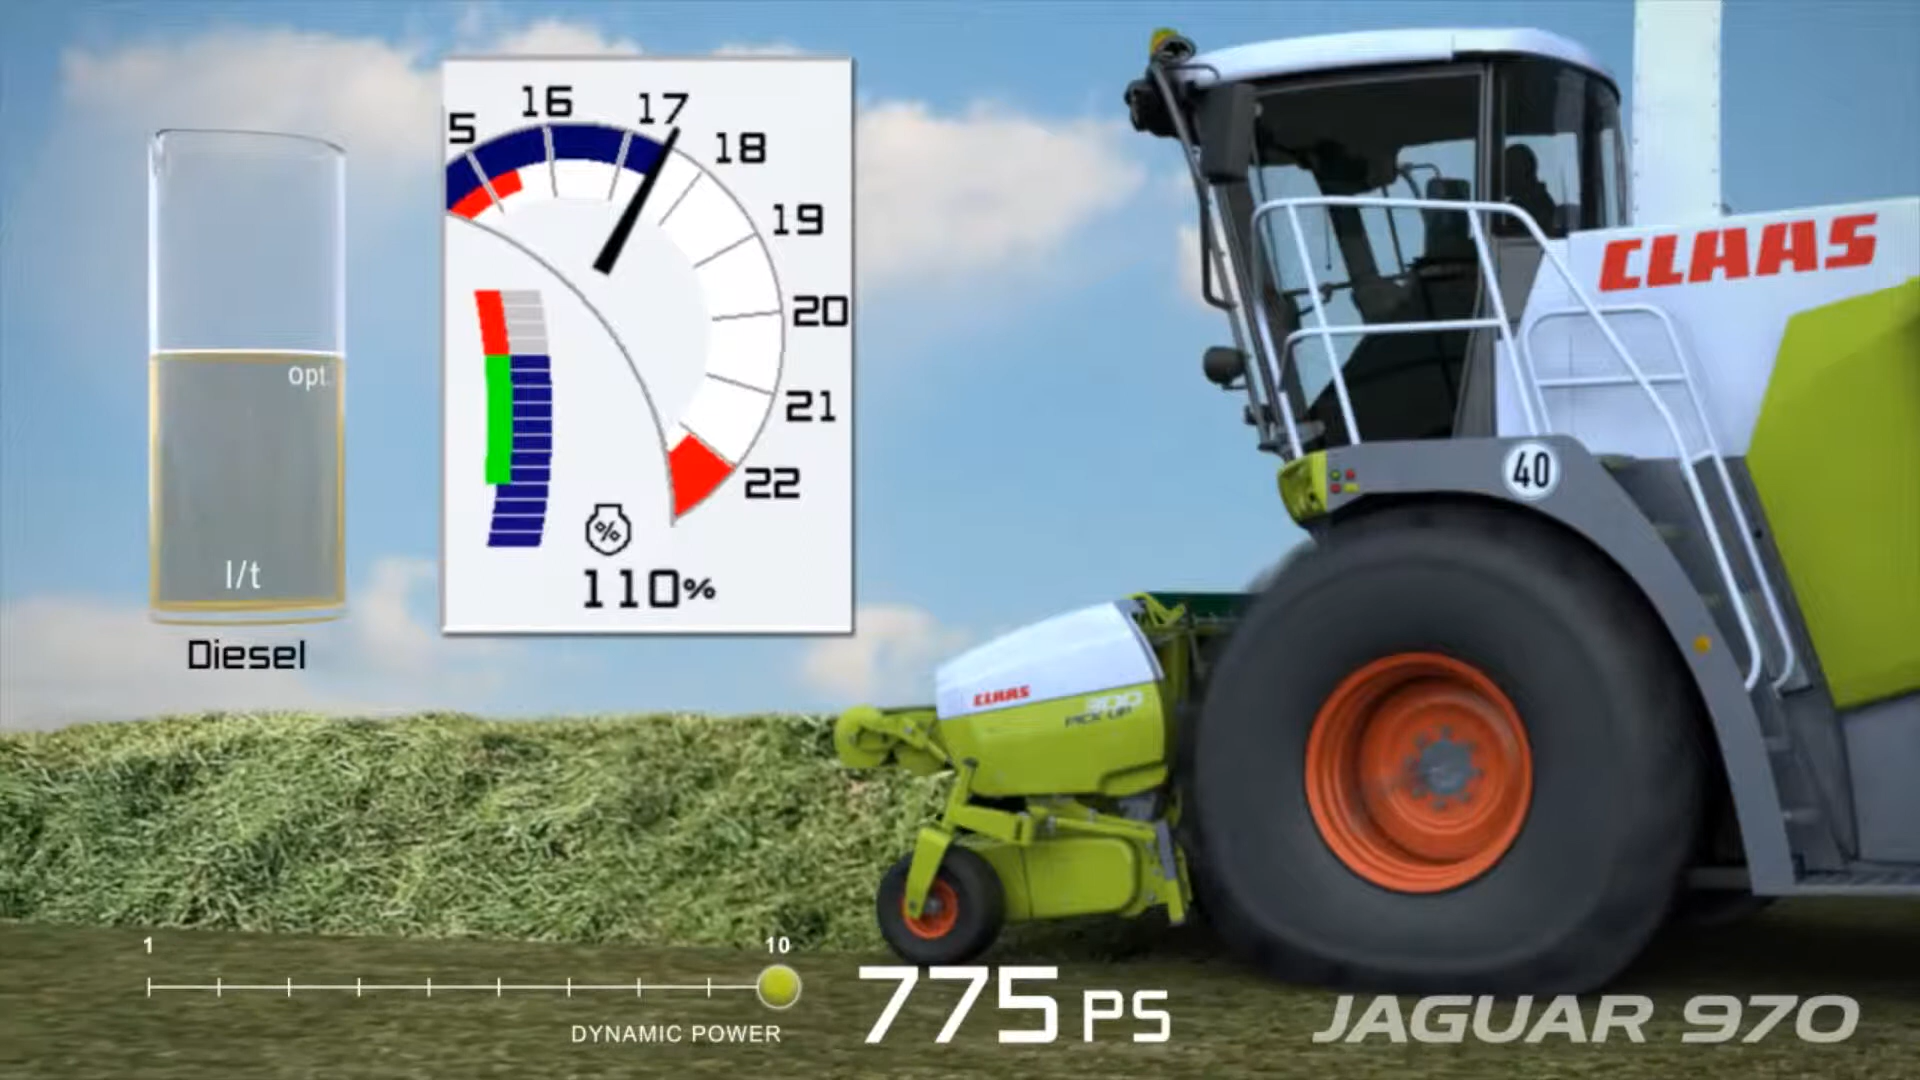 16
17
5
18
19
20
21
22
opt.
l/t
110%
%
Diesel
CLAAS
40
CLAAS
300
PICK UP
1
10
DYNAMIC POWER
775 PS
JAGUAR 970